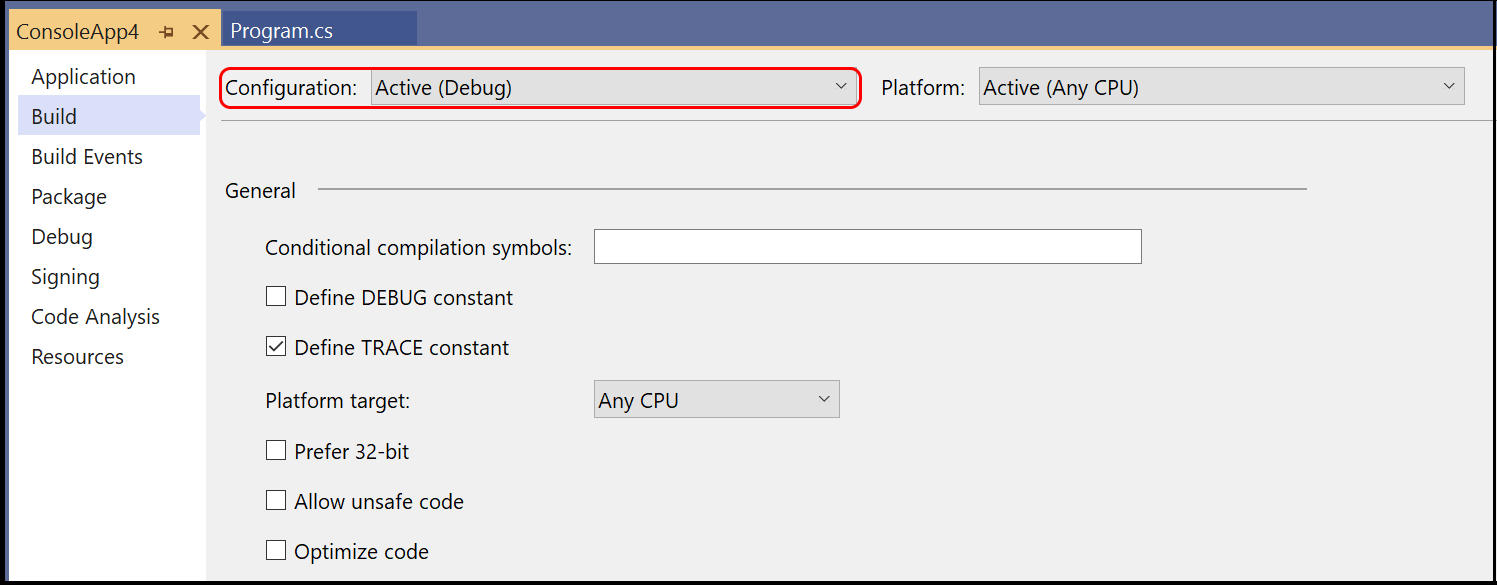 ConsoleApp4
Program.cs
Application
Build
Build Events
Package
Debug
Signing
Code Analysis
Resources
Configuration: Active (Debug) Platform: Active (Any CPU)
General
Conditional compilation symbols:
Define DEBUG constant
Define TRACE constant
Platform target: Any CPU
Prefer 32-bit
Allow unsafe code
Optimize code